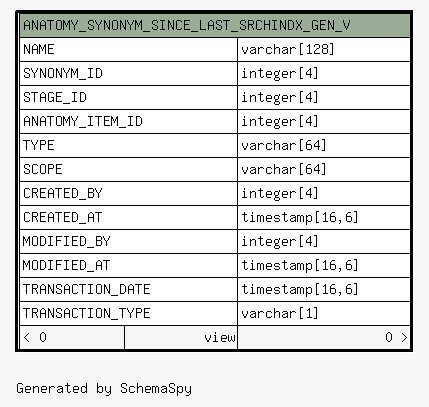 ANATOMY_SYNONYM_SINCE_LAST_SRCHINDX_GEN_V
NAME varchar[128]
SYNONYM_ID integer[4]
STAGE_ID integer[4]
ANATOMY_ITEM_ID integer[4]
TYPE varchar[64]
SCOPE varchar[64]
CREATED_BY integer[4]
CREATED_AT timestamp[16,6]
MODIFIED_BY integer[4]
MODIFIED_AT timestamp[16,6]
TRANSACTION_DATE timestamp[16,6]
TRANSACTION_TYPE varchar[1]
< 0 view 0 >
Generated by SchemaSpy